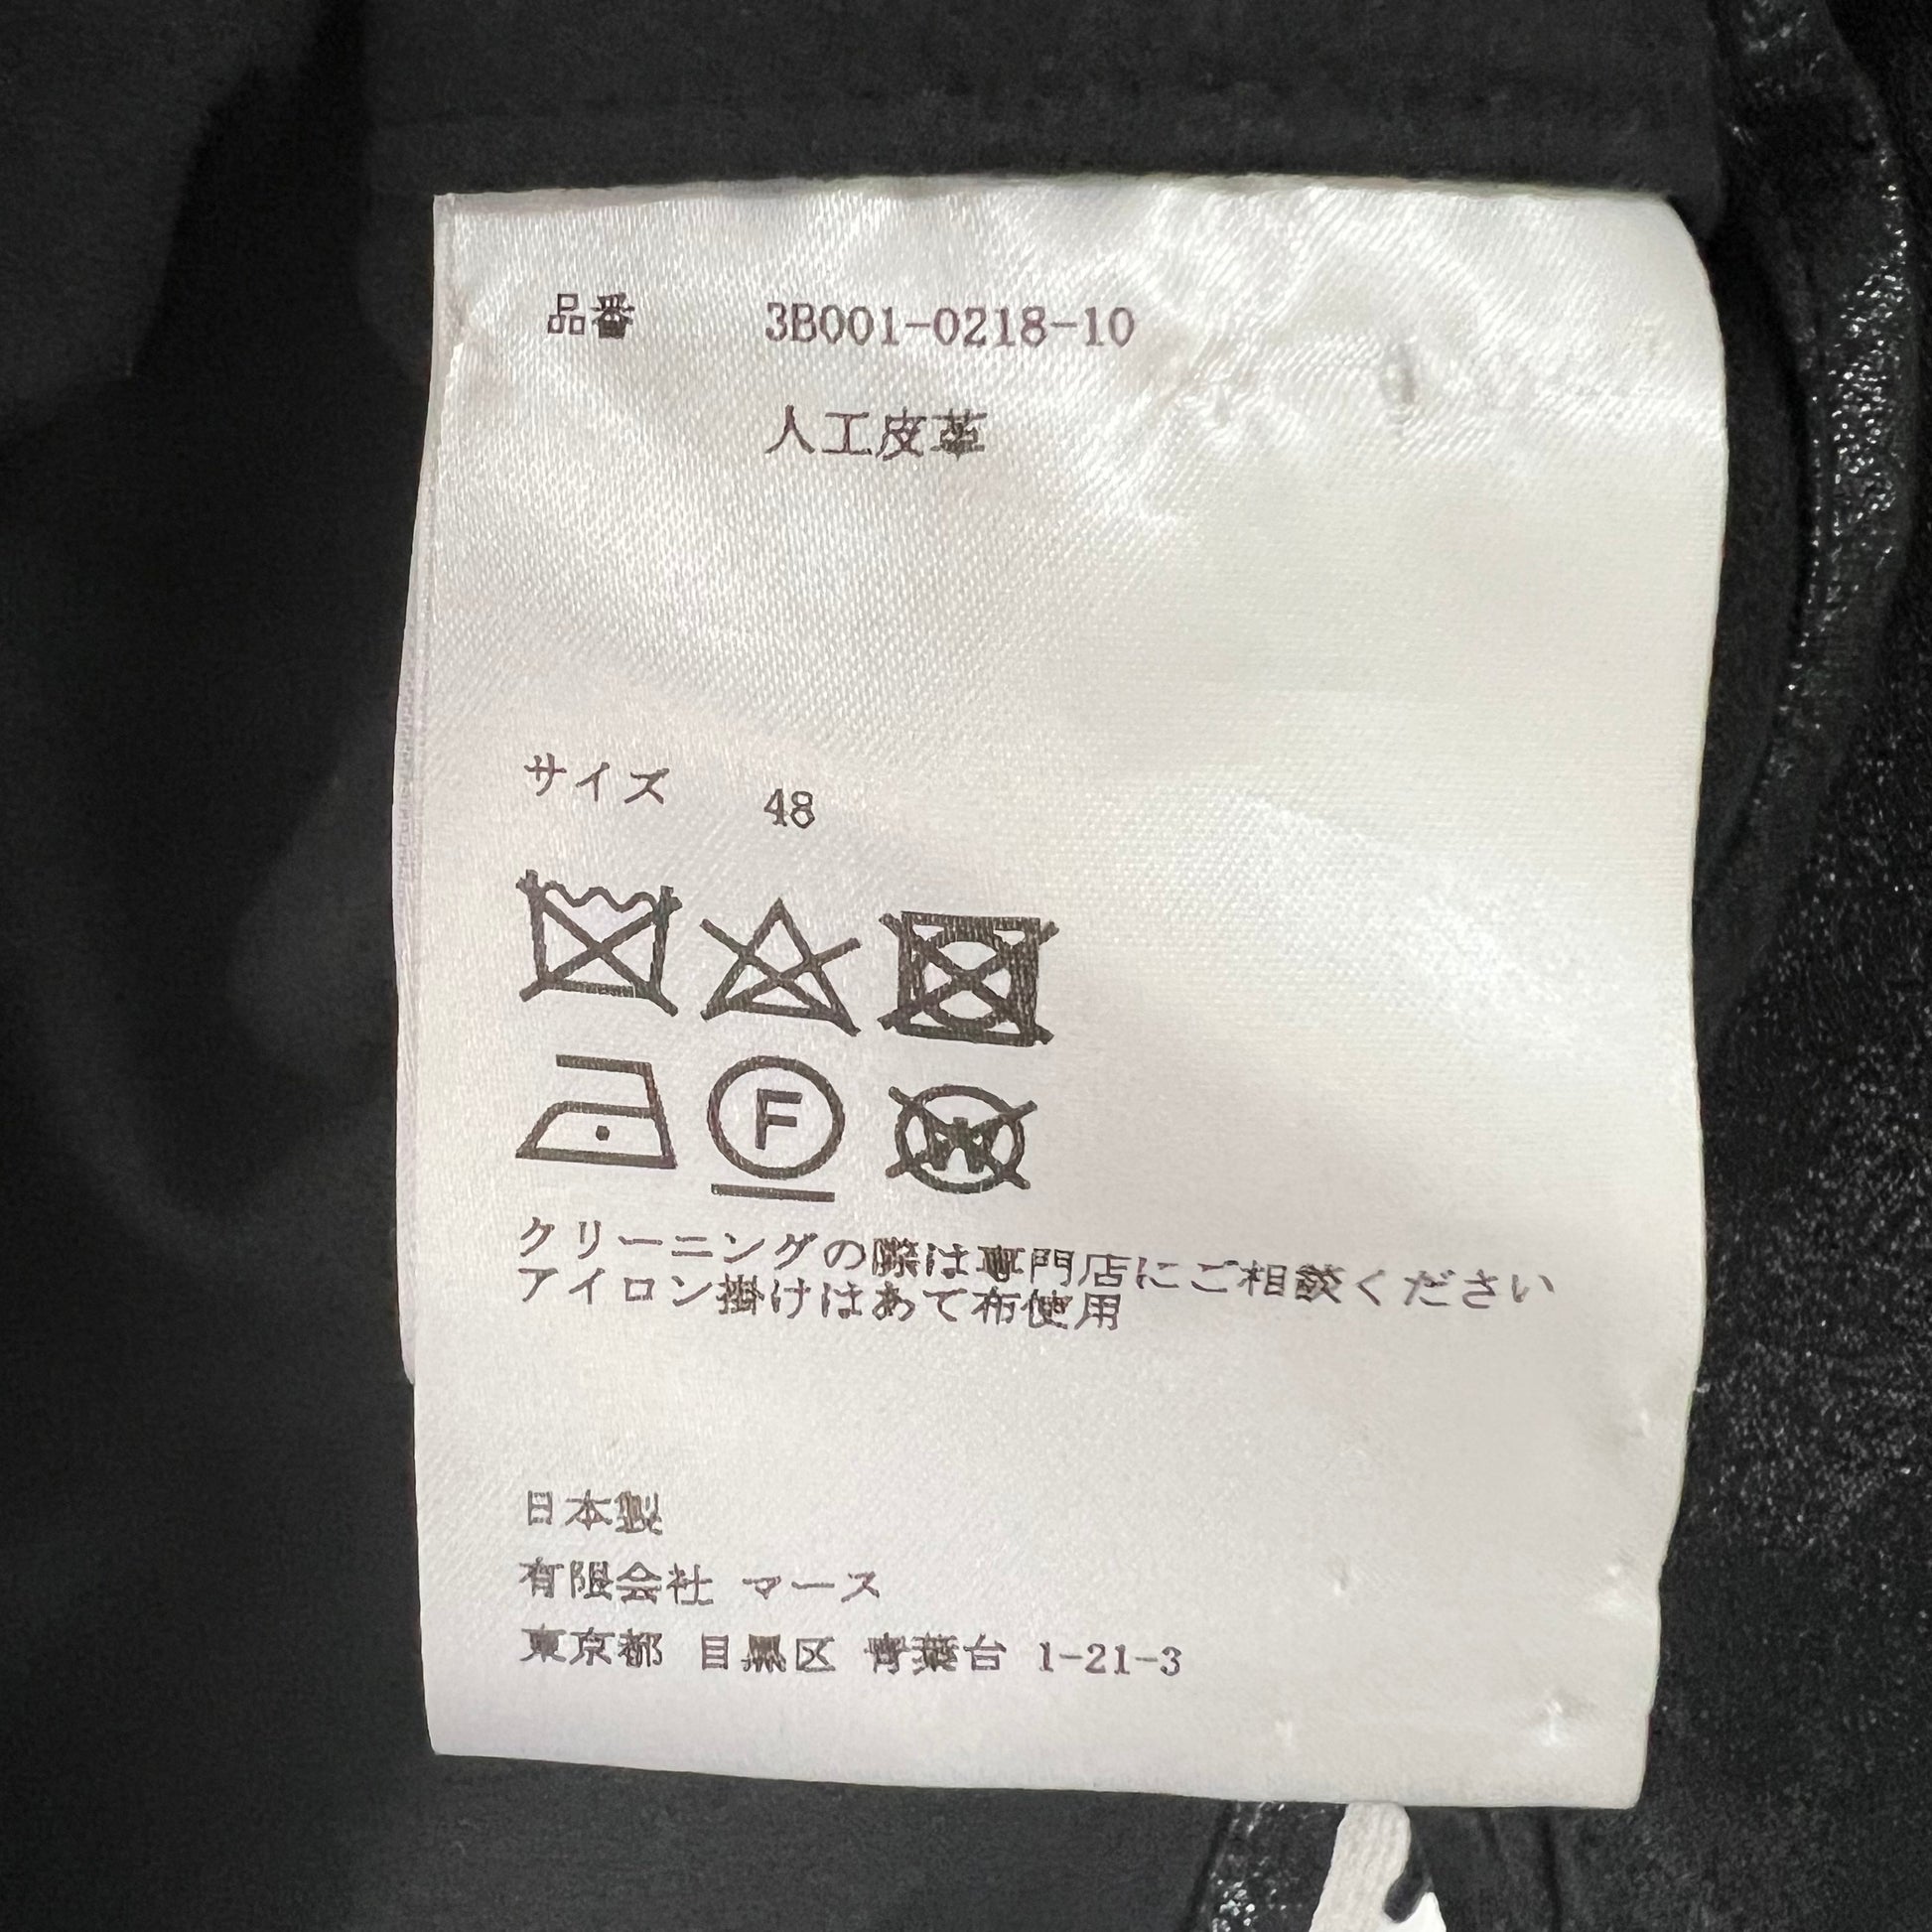 品番 3B001-0218-10
人工皮革
サイズ 48
F
W
クリーニングの際は専門店にご相談ください
アイロン掛けはあて布使用
日本製
有限会社 マース
東京都 目黒区 青葉台 1-21-3